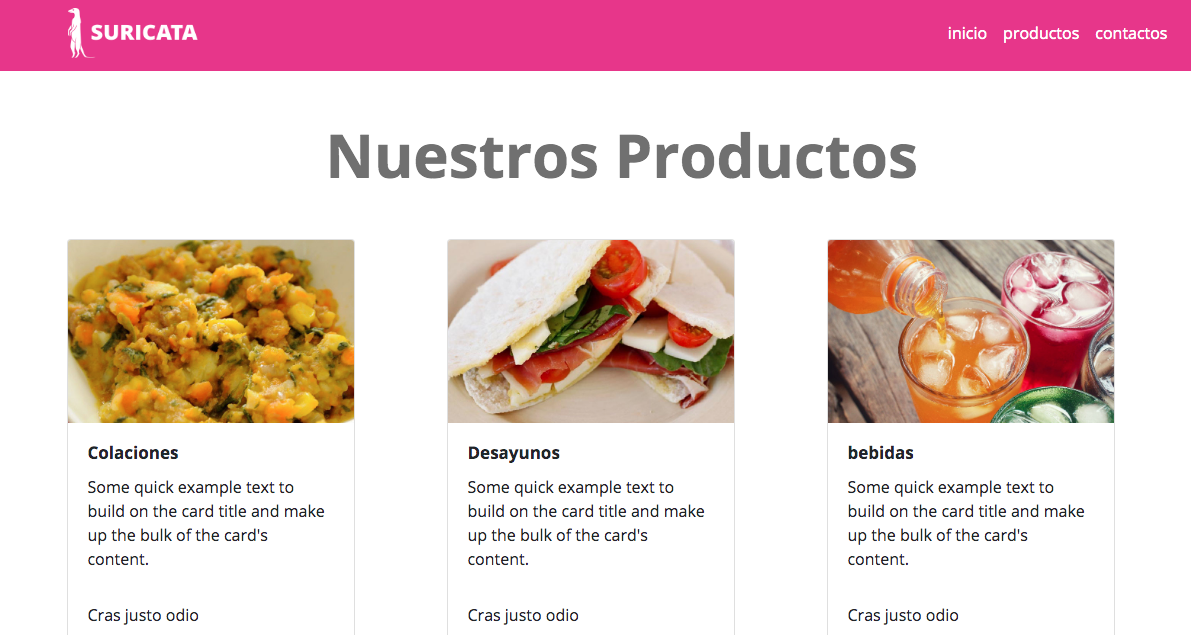 SURICATA
inicio productos contactos
Nuestros Productos
Colaciones
Some quick example text to
build on the card title and make
up the bulk of the card's
content.
Cras justo odio
Desayunos
Some quick example text to
build on the card title and make
up the bulk of the card's
content.
Cras justo odio
bebidas
Some quick example text to
build on the card title and make
up the bulk of the card's
content.
Cras justo odio